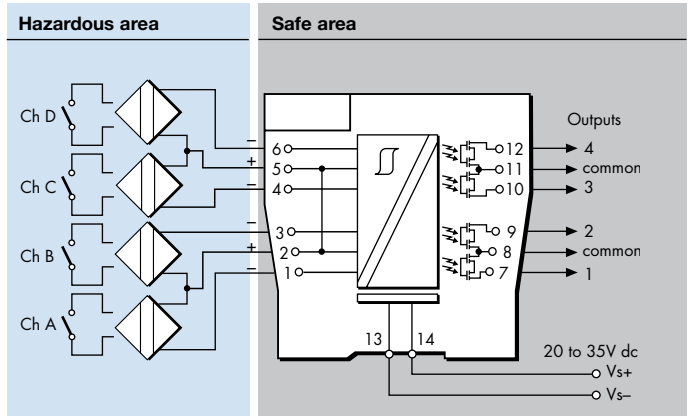 Hazardous area
Safe area
Outputs
Ch D
− 6 12 4
+ 5 11 common
Ch C
− 4 10 3
− 3 9 2
Ch B
+ 2 8 common
− 1 7 1
Ch A
13 14
20 to 35V dc
Vs+
Vs−